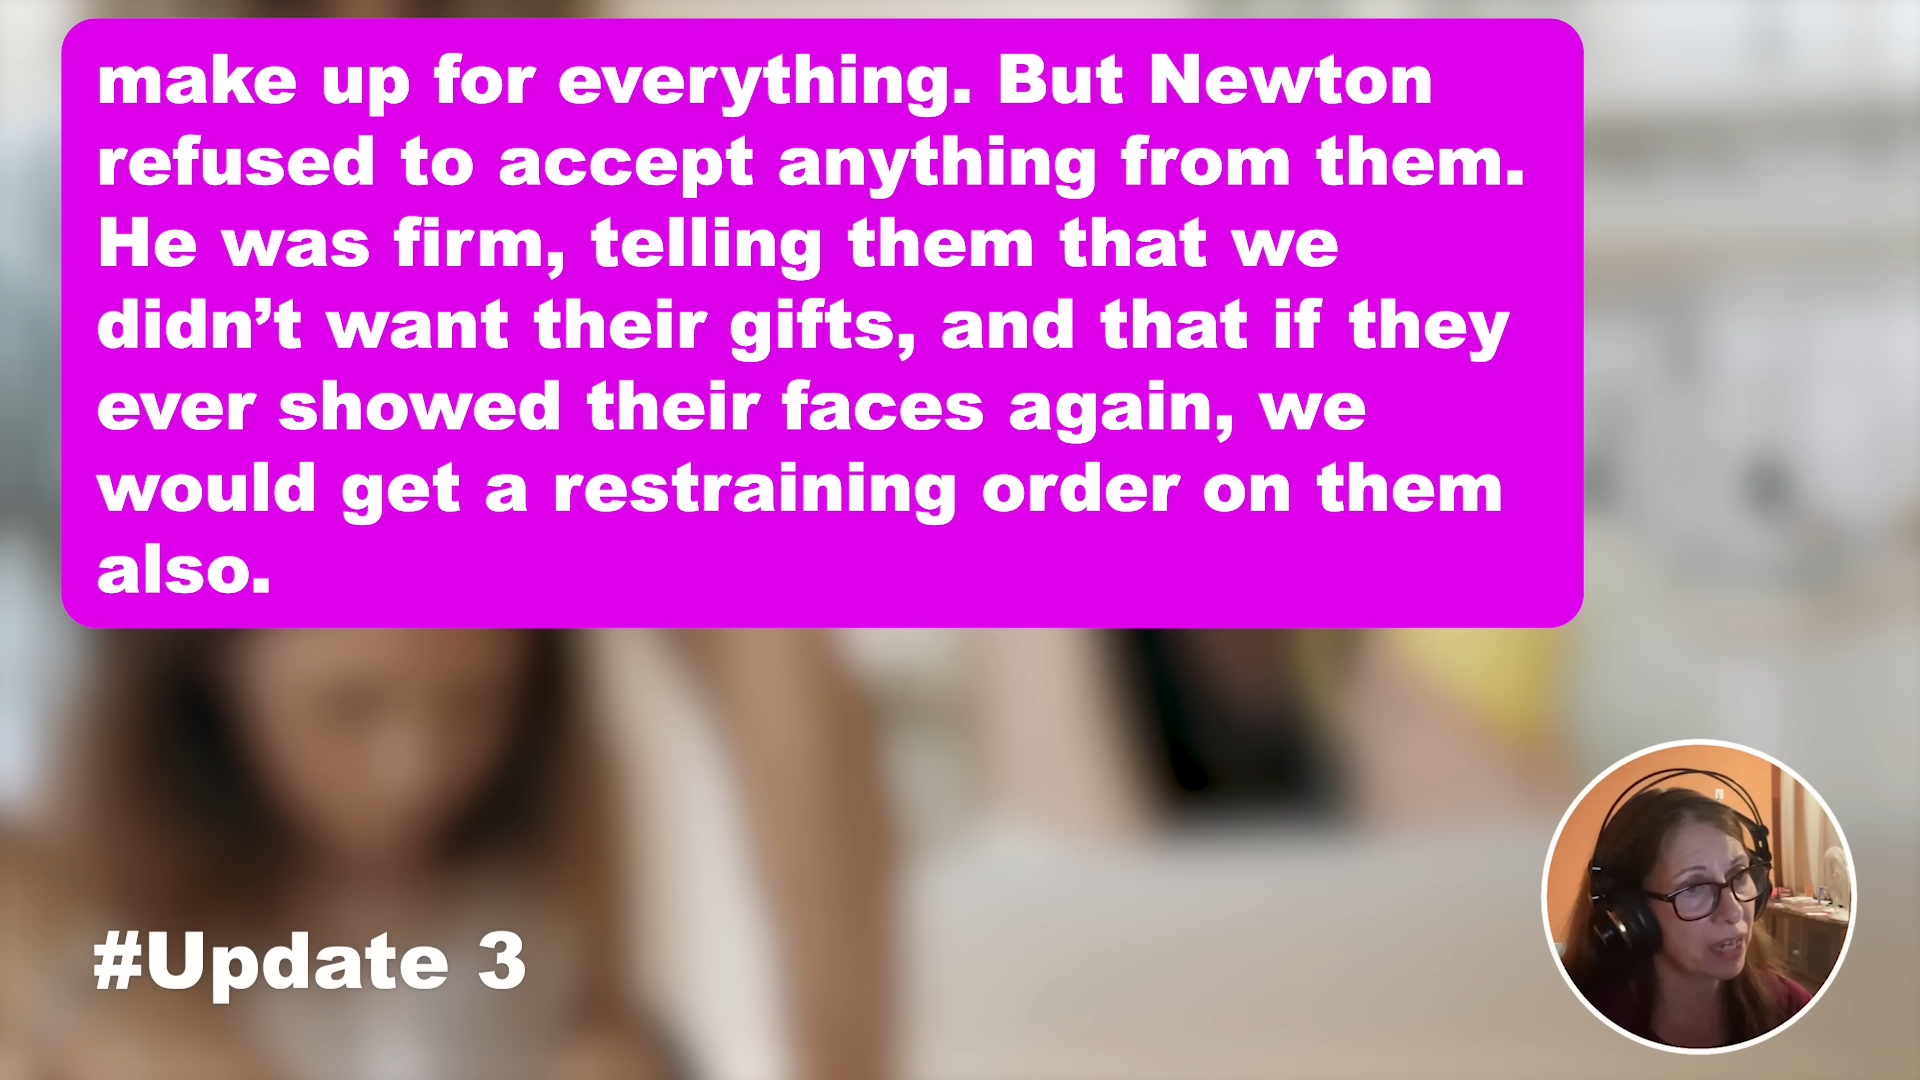 make up for everything. But Newton
refused to accept anything from them.
He was firm, telling them that we
didn’t want their gifts, and that if they
ever showed their faces again, we
would get a restraining order on them
also.
#Update 3